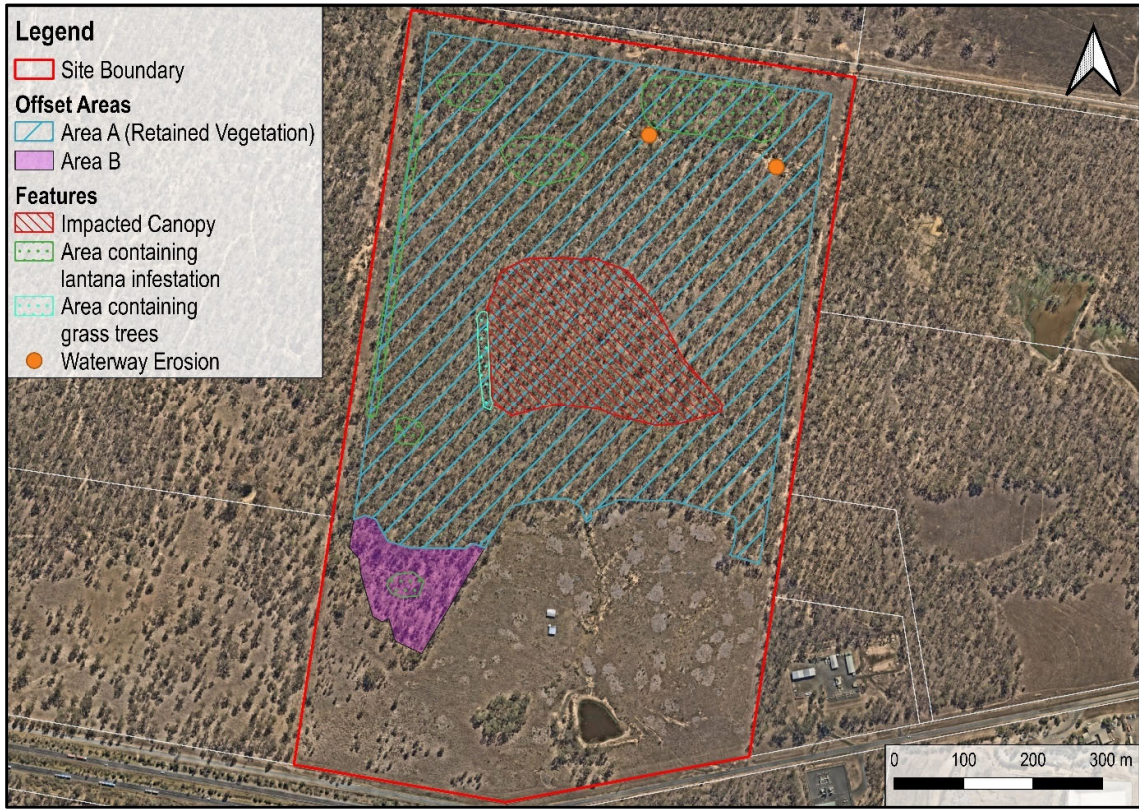 Legend
Site Boundary
Offset Areas
Area A (Retained Vegetation)
Area B
Features
Impacted Canopy
Area containing
lantana infestation
Area containing
grass trees
Waterway Erosion
0 100 200 300 m